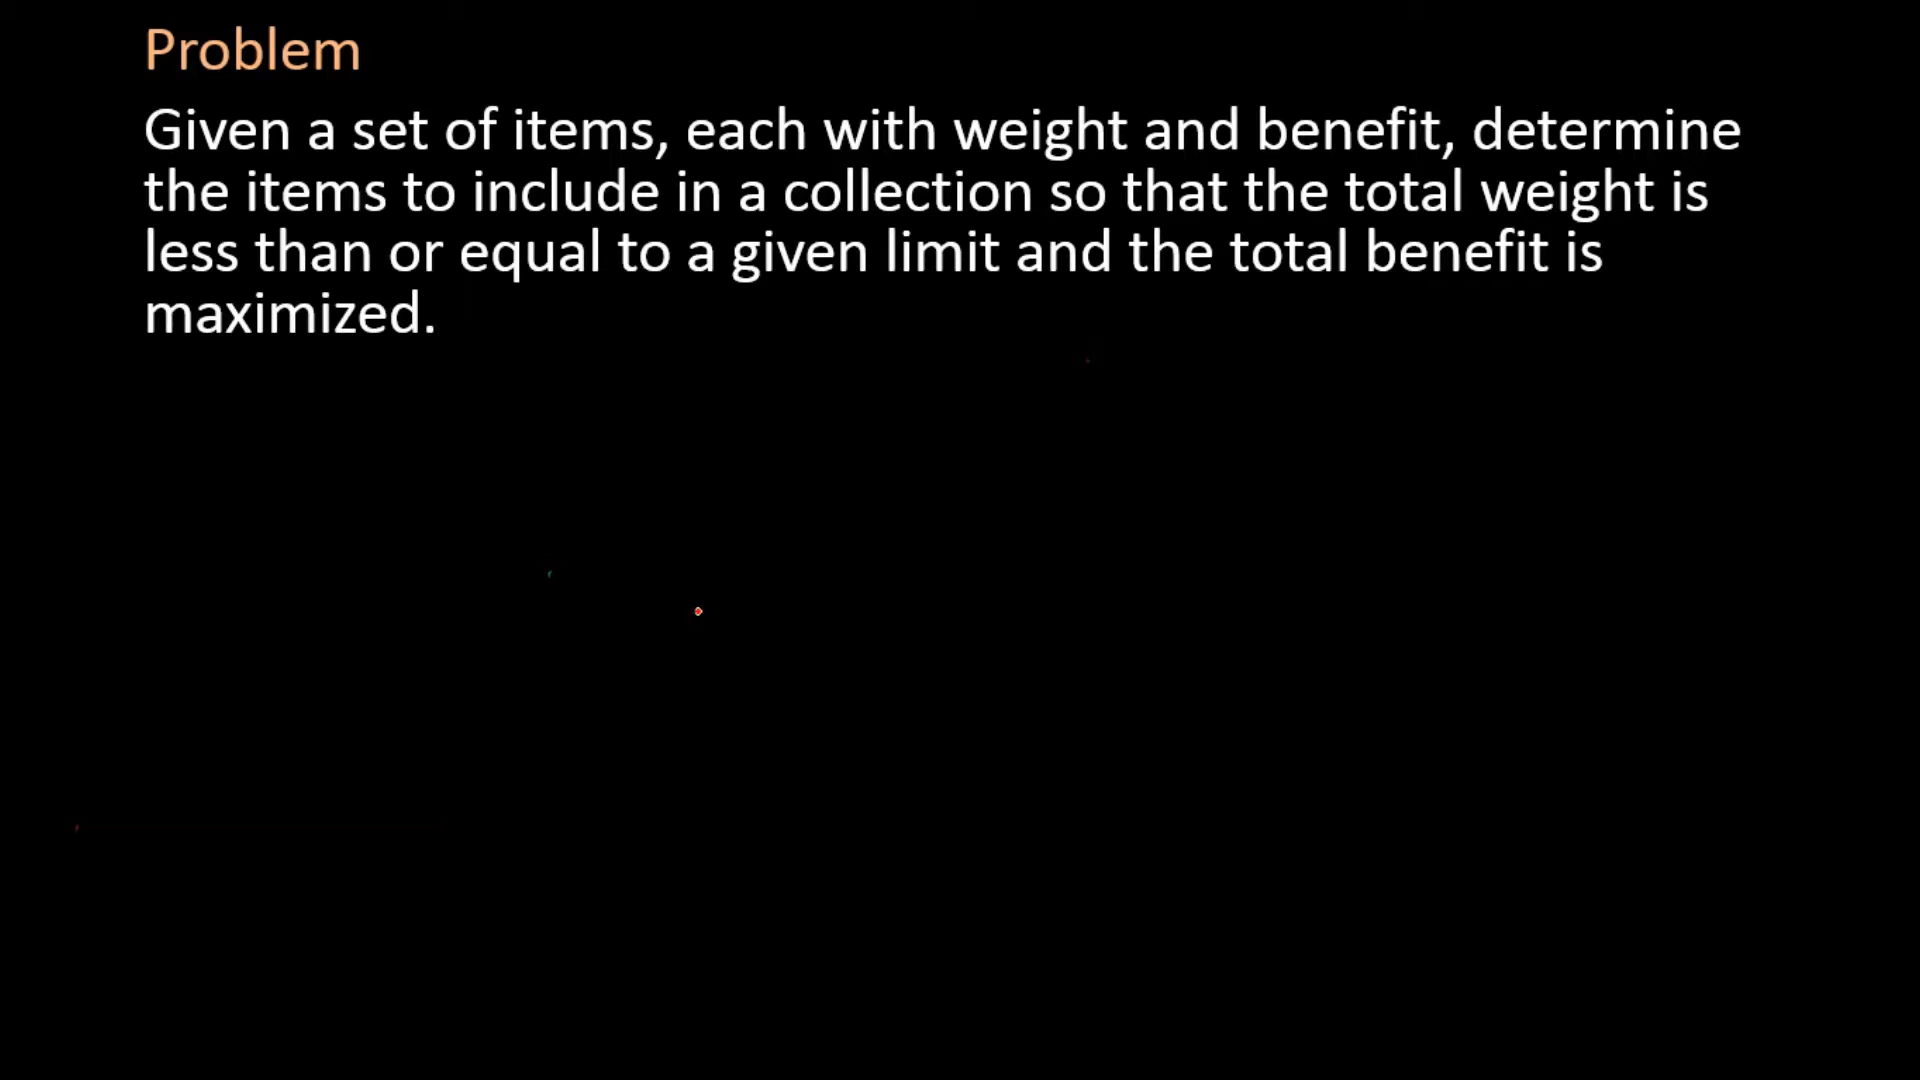 Problem
Given a set of items, each with weight and benefit, determine
the items to include in a collection so that the total weight is
less than or equal to a given limit and the total benefit is
maximized.